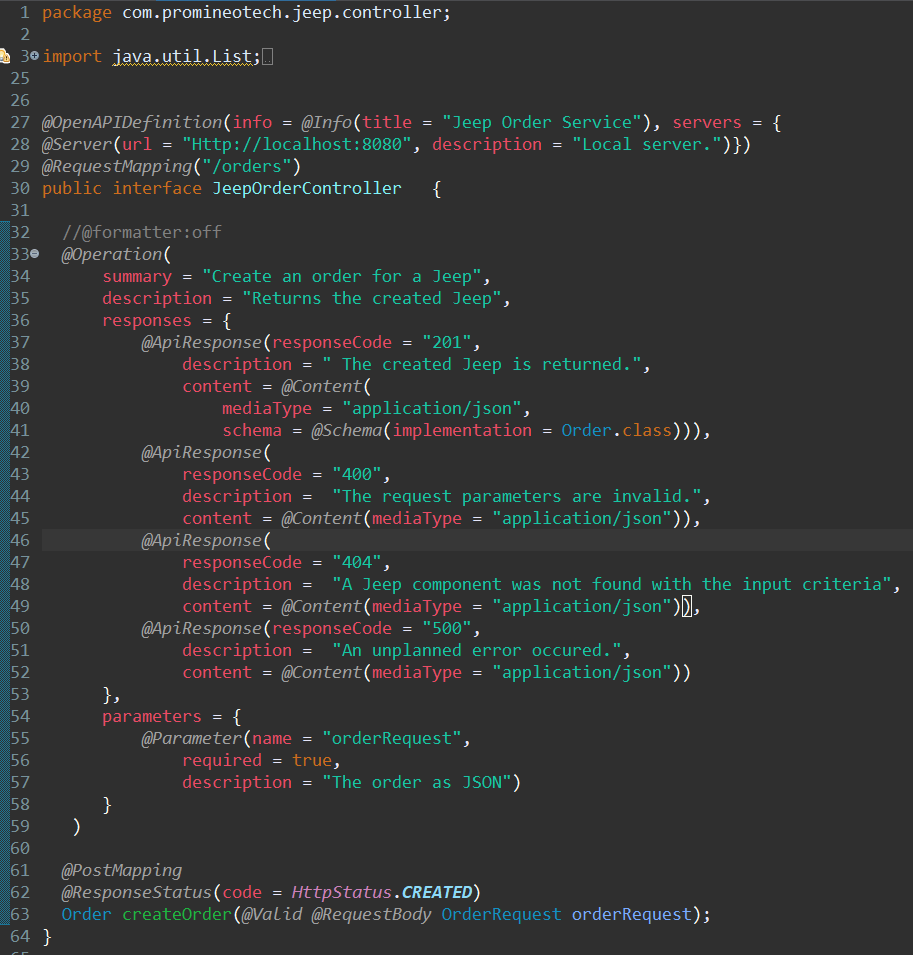 1 package com.promineotech.jeep.controller;
2
3 import java.util.List;
25
26
27 @OpenAPIDefinition(info = @Info(title = "Jeep Order Service"), servers = {
28 @Server(url = "Http://localhost:8080", description = "Local server.")})
29 @RequestMapping("/orders")
30 public interface JeepOrderController   {
31
32   //@formatter:off
33   @Operation(
34       summary = "Create an order for a Jeep",
35       description = "Returns the created Jeep",
36       responses = {
37           @ApiResponse(responseCode = "201",
38               description = " The created Jeep is returned.",
39               content = @Content(
40                   mediaType = "application/json",
41                   schema = @Schema(implementation = Order.class))),
42           @ApiResponse(
43               responseCode = "400",
44               description =  "The request parameters are invalid.",
45               content = @Content(mediaType = "application/json")),
46           @ApiResponse(
47               responseCode = "404",
48               description =  "A Jeep component was not found with the input criteria",
49               content = @Content(mediaType = "application/json")),
50           @ApiResponse(responseCode = "500",
51               description =  "An unplanned error occured.",
52               content = @Content(mediaType = "application/json"))
53       },
54       parameters = {
55           @Parameter(name = "orderRequest",
56               required = true,
57               description = "The order as JSON")
58       }
59    )
60
61   @PostMapping
62   @ResponseStatus(code = HttpStatus.CREATED)
63   Order createOrder(@Valid @RequestBody OrderRequest orderRequest);
64 }